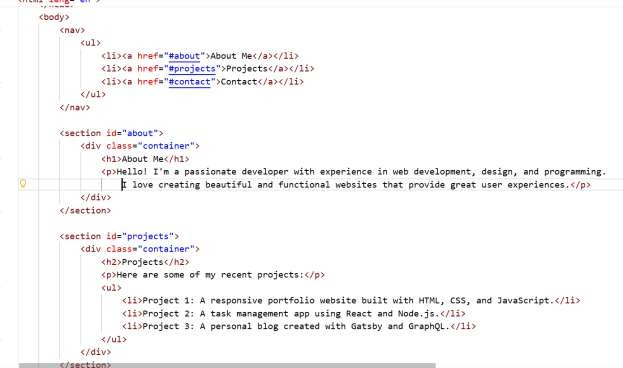 <html lang="en">
</head>
<body>
<nav>
<ul>
<li><a href="#about">About Me</a></li>
<li><a href="#projects">Projects</a></li>
<li><a href="#contact">Contact</a></li>
</ul>
</nav>
<section id="about">
<div class="container">
<h1>About Me</h1>
<p>Hello! I'm a passionate developer with experience in web development, design, and programming.
I love creating beautiful and functional websites that provide great user experiences.</p>
</div>
</section>
<section id="projects">
<div class="container">
<h2>Projects</h2>
<p>Here are some of my recent projects:</p>
<ul>
<li>Project 1: A responsive portfolio website built with HTML, CSS, and JavaScript.</li>
<li>Project 2: A task management app using React and Node.js.</li>
<li>Project 3: A personal blog created with Gatsby and GraphQL.</li>
</ul>
</div>
</section>